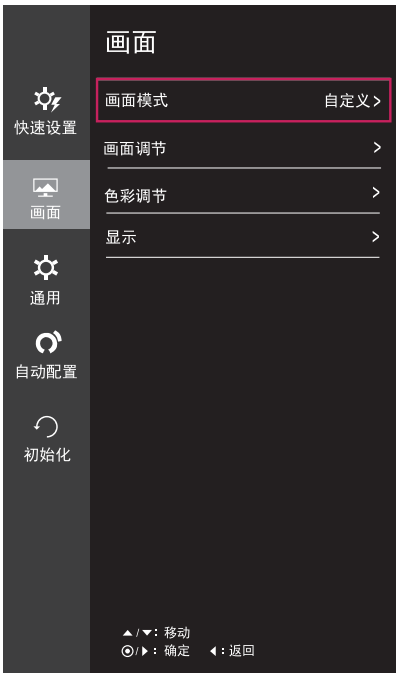 画面
快速设置
画面
通用
自动配置
初始化
画面模式 自定义>
画面调节 >
色彩调节 >
显示 >
▲/▼: 移动
◉/▶: 确定 ◀: 返回